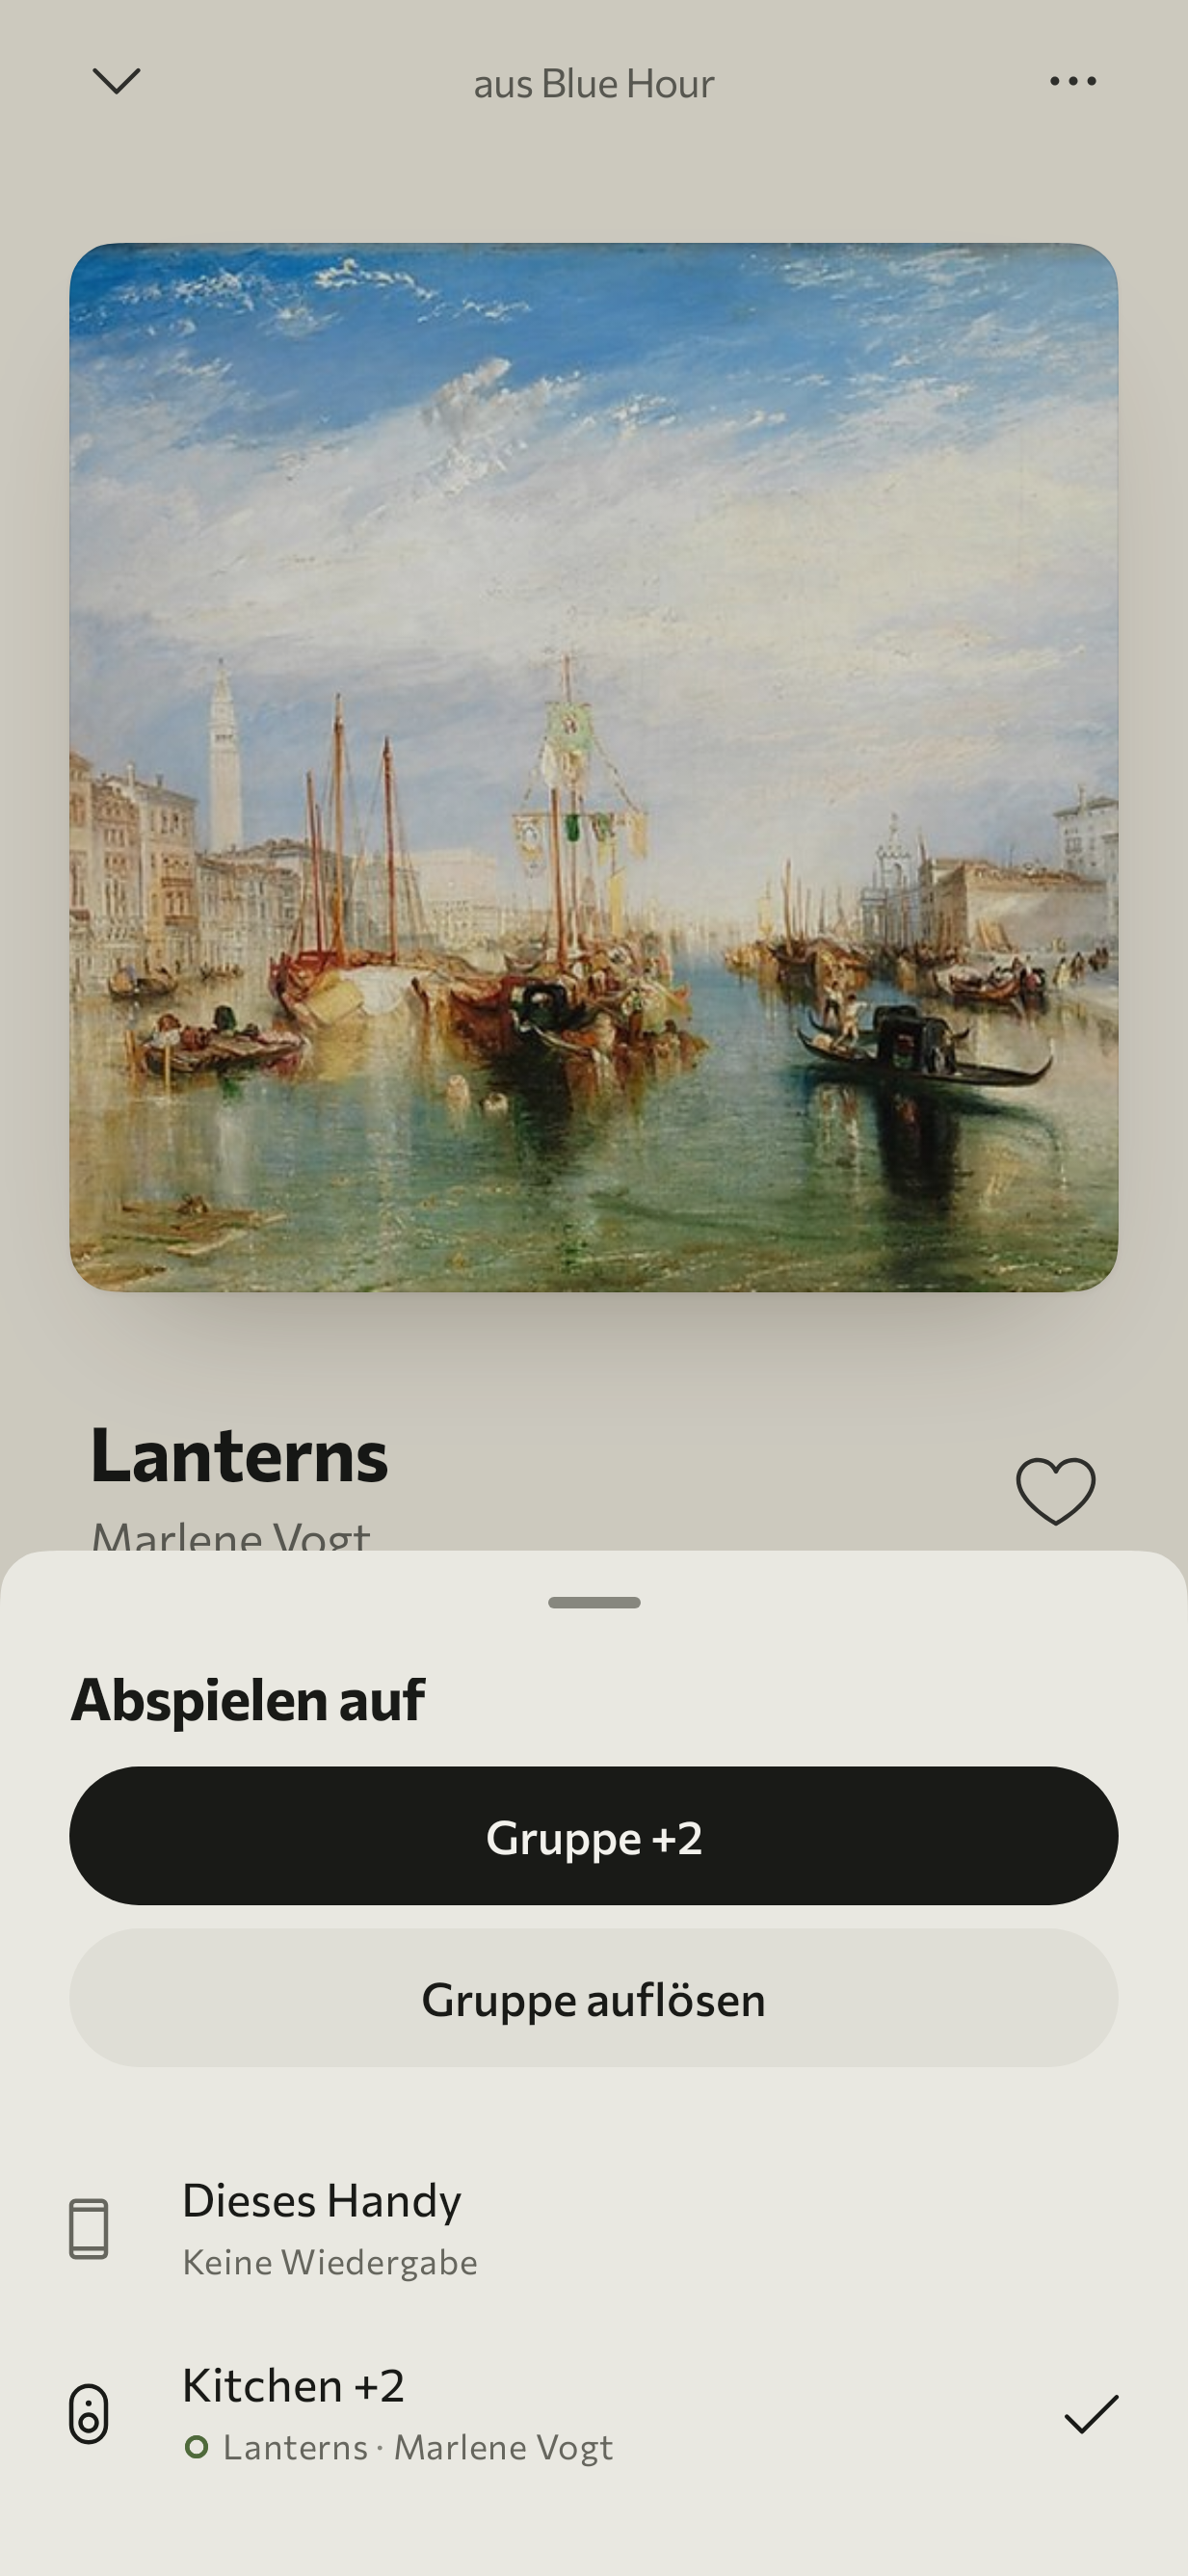 aus Blue Hour
Lanterns
Marlene Vogt
Abspielen auf
Gruppe +2
Gruppe auflösen
Dieses Handy
Keine Wiedergabe
Kitchen +2
Lanterns · Marlene Vogt